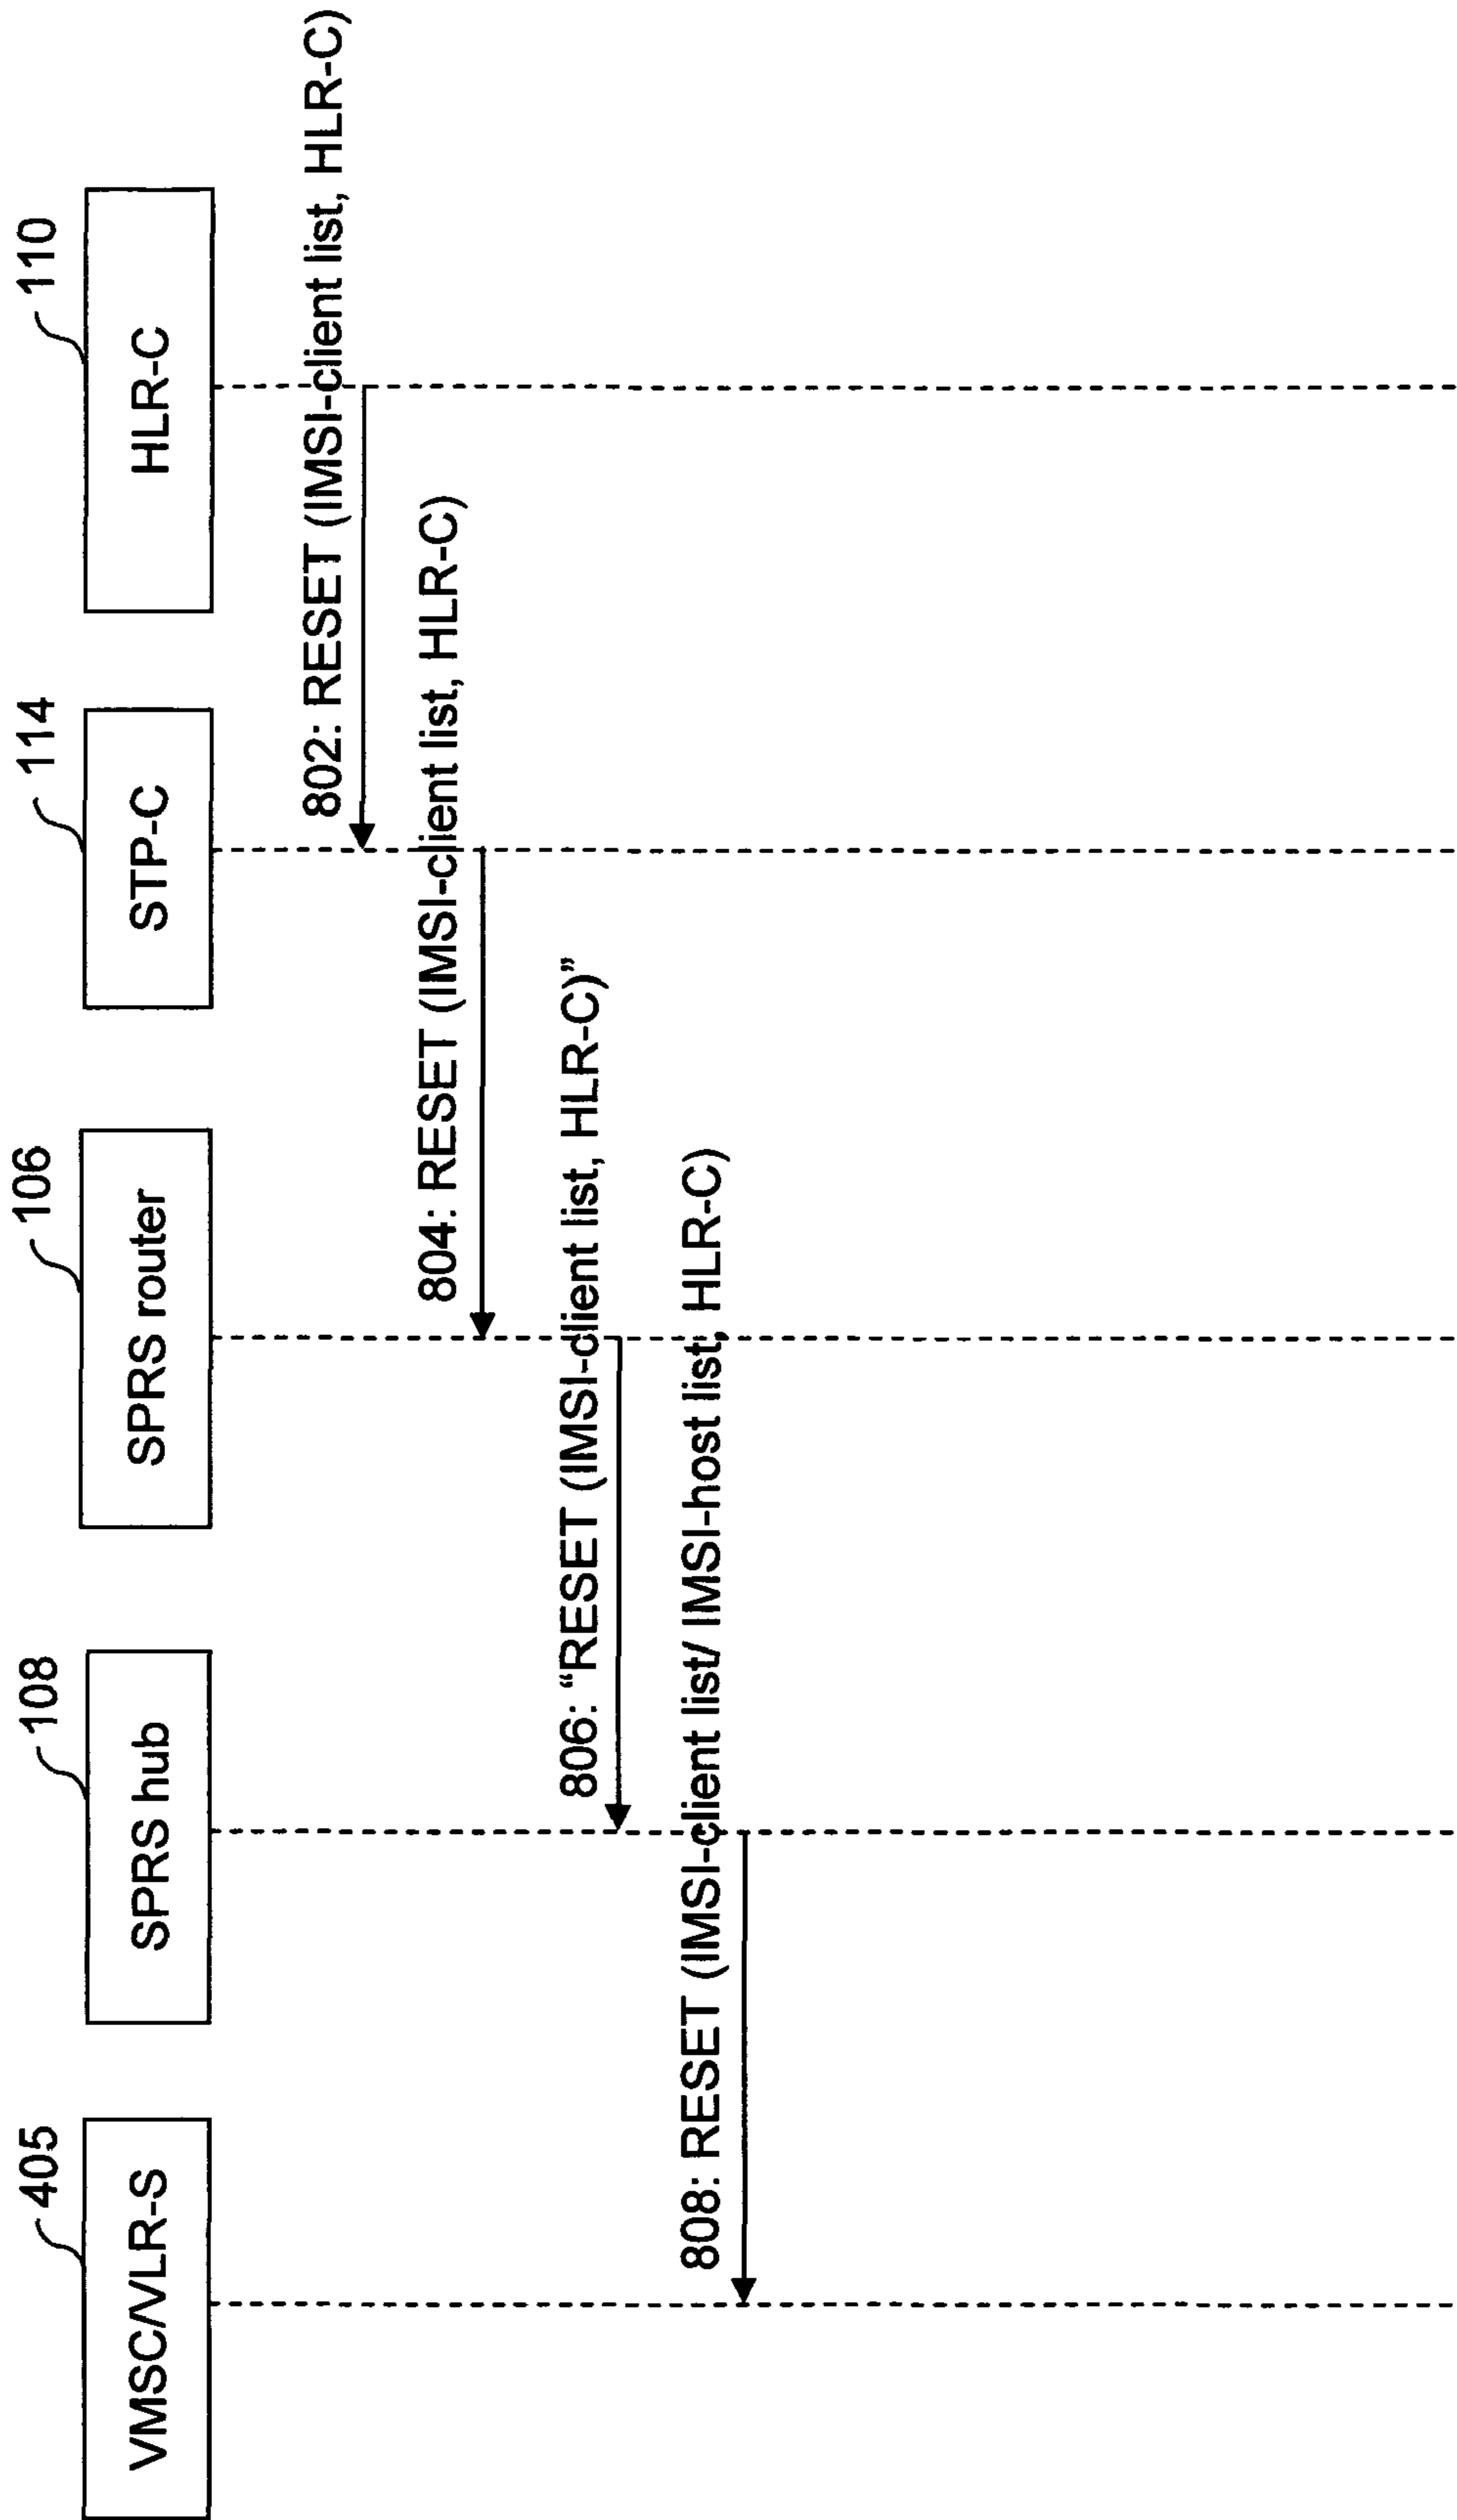 405
108
106
114
110
VMSC/VLR-S
SPRS hub
SPRS router
STP-C
HLR-C
802: RESET (IMSI-client list, HLR-C)
804: RESET (IMSI-client list, HLR-C)
806: “RESET (IMSI-client list, HLR-C)”
808: RESET (IMSI-client list/ IMSI-host list, HLR-C)